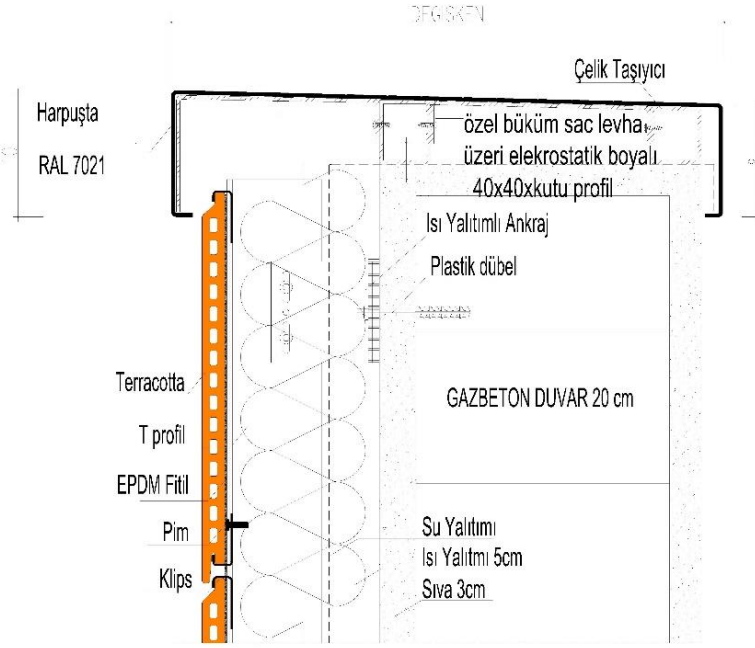 DEGISKEN
Çelik Taşıyıcı
Harpuşta
RAL 7021
özel büküm sac levha
üzeri elekrostatik boyalı
40x40xkutu profil
Isı Yalıtımlı Ankraj
Plastik dübel
Terracotta
GAZBETON DUVAR 20 cm
T profil
EPDM Fitil
Pim
Klips
Su Yalıtımı
Isı Yalıtmı 5cm
Sıva 3cm